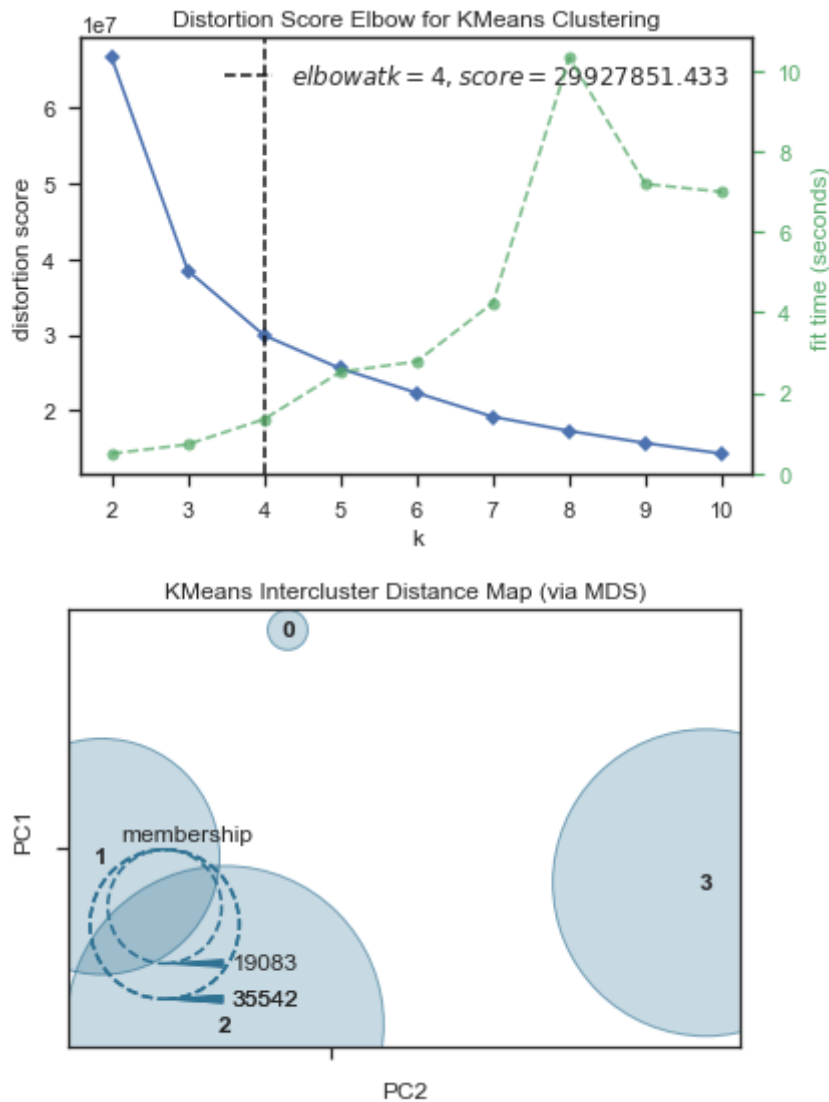 Distortion Score Elbow for KMeans Clustering
1e7
elbowatk = 4, score = 29927851.433
6
5
4
3
2
distortion score
10
8
6
4
2
0
fit time (seconds)
2 3 4 5 6 7 8 9 10
k
KMeans Intercluster Distance Map (via MDS)
0
membership
1
3
19083
35542
2
PC1
PC2